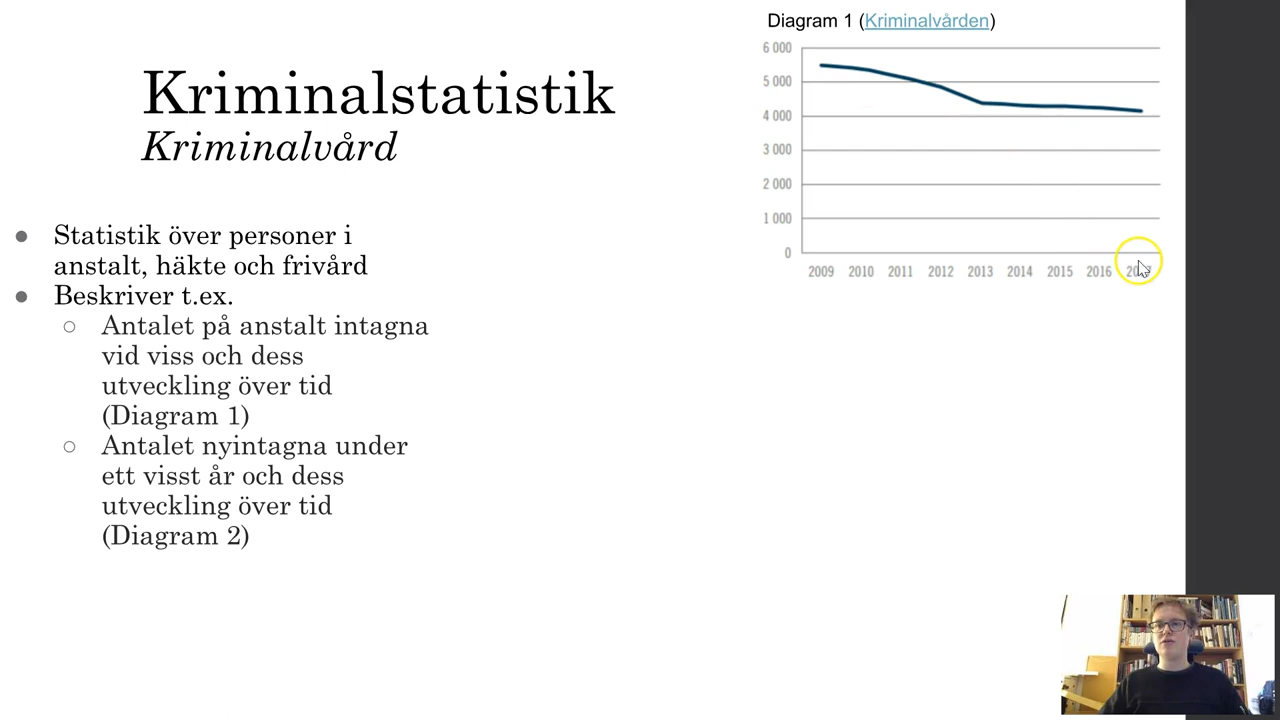 Diagram 1 (Kriminalvården)
Kriminalstatistik
Kriminalvård
● Statistik över personer i
anstalt, häkte och frivård
● Beskriver t.ex.
○ Antalet på anstalt intagna
vid viss och dess
utveckling över tid
(Diagram 1)
○ Antalet nyintagna under
ett visst år och dess
utveckling över tid
(Diagram 2)
6 000
5 000
4 000
3 000
2 000
1 000
0
2009 2010 2011 2012 2013 2014 2015 2016